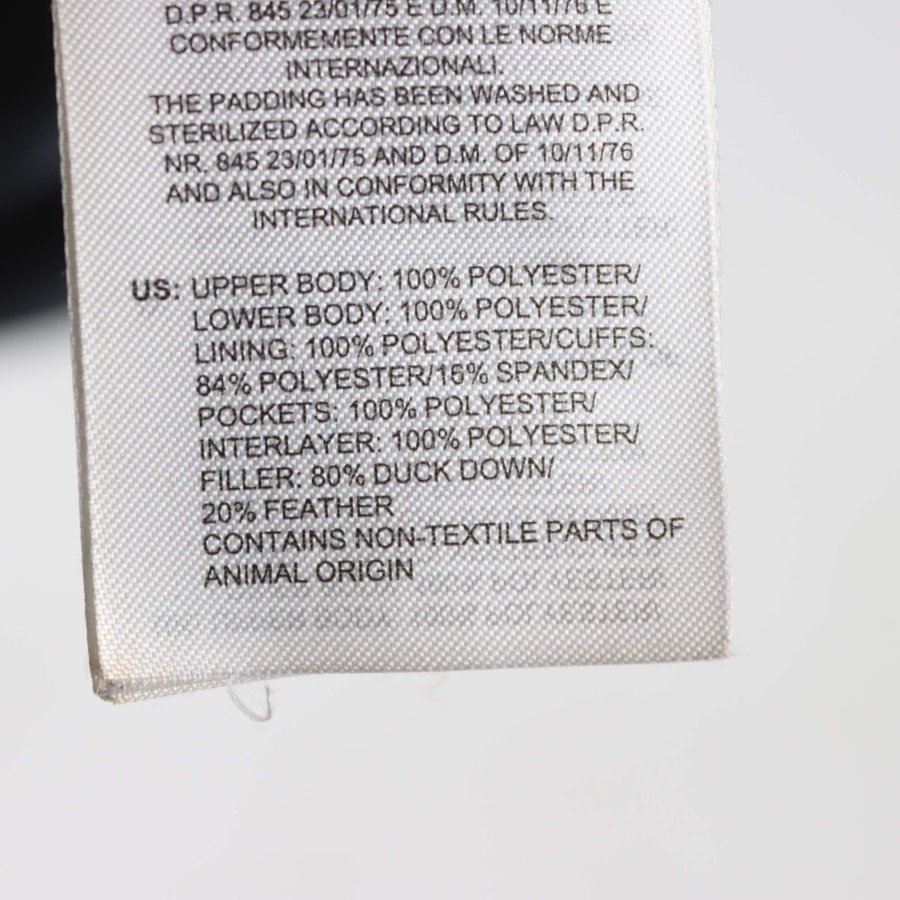 D.P.R. 845 23/01/75 E D.M. 10/11/76 E
CONFORMEMENTE CON LE NORME
INTERNAZIONALI.
THE PADDING HAS BEEN WASHED AND
STERILIZED ACCORDING TO LAW D.P.R.
NR. 845 23/01/75 AND D.M. OF 10/11/76
AND ALSO IN CONFORMITY WITH THE
INTERNATIONAL RULES.
US: UPPER BODY: 100% POLYESTER/
LOWER BODY: 100% POLYESTER/
LINING: 100% POLYESTER/CUFFS:
84% POLYESTER/16% SPANDEX/
POCKETS: 100% POLYESTER/
INTERLAYER: 100% POLYESTER/
FILLER: 80% DUCK DOWN/
20% FEATHER
CONTAINS NON-TEXTILE PARTS OF
ANIMAL ORIGIN